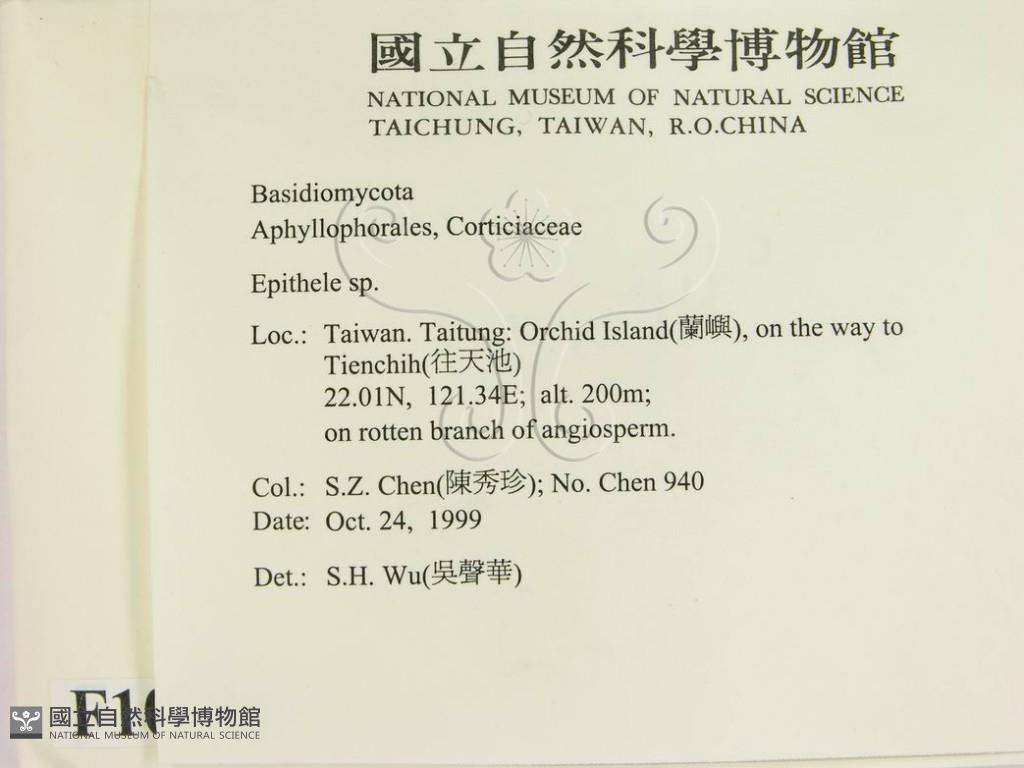 國立自然科學博物館
NATIONAL MUSEUM OF NATURAL SCIENCE
TAICHUNG, TAIWAN, R.O.CHINA
Basidiomycota
Aphyllophorales, Corticiaceae
Epithele sp.
Loc.: Taiwan. Taitung: Orchid Island(蘭嶼), on the way to
Tienchih(往天池)
22.01N, 121.34E; alt. 200m;
on rotten branch of angiosperm.
Col.: S.Z. Chen(陳秀珍); No. Chen 940
Date: Oct. 24, 1999
Det.: S.H. Wu(吳聲華)
國立自然科學博物館
NATIONAL MUSEUM OF NATURAL SCIENCE